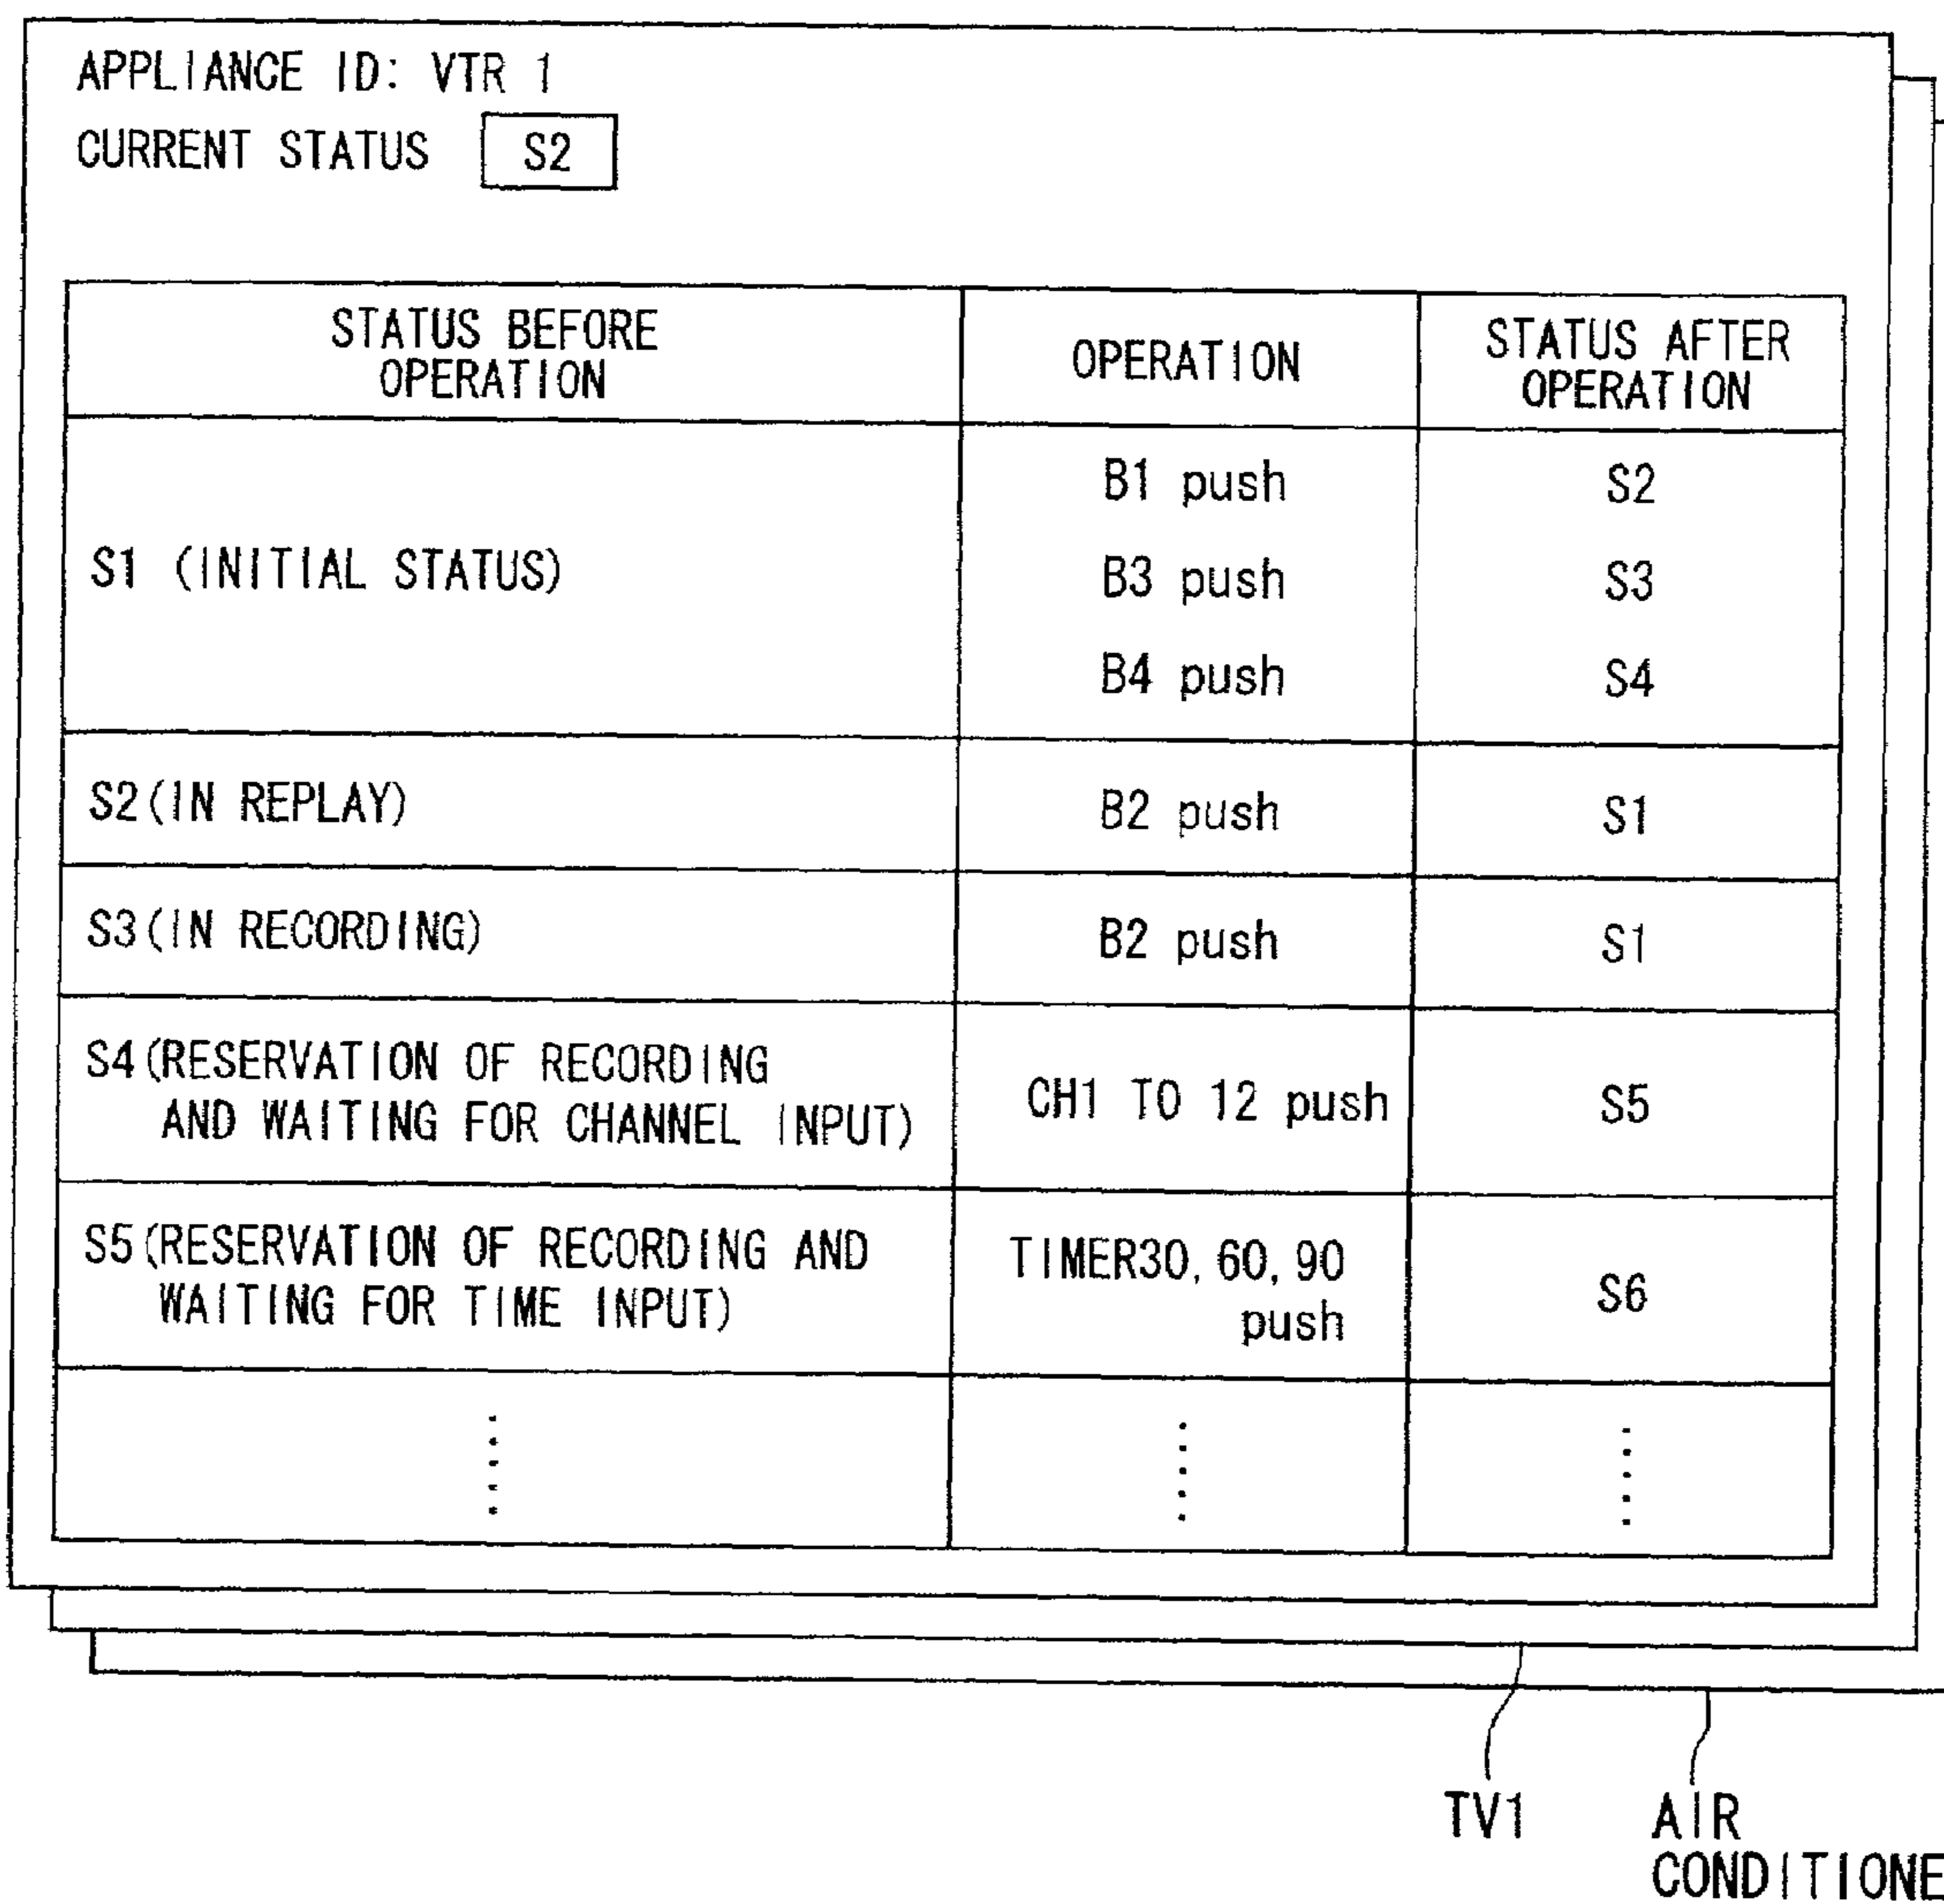 APPLIANCE ID: VTR 1
CURRENT STATUS S2
STATUS BEFORE
OPERATION
OPERATION
STATUS AFTER
OPERATION
S1 (INITIAL STATUS)
B1 push S2
B3 push S3
B4 push S4
S2(IN REPLAY) B2 push S1
S3(IN RECORDING) B2 push S1
S4(RESERVATION OF RECORDING
AND WAITING FOR CHANNEL INPUT)
CH1 TO 12 push S5
S5(RESERVATION OF RECORDING AND
WAITING FOR TIME INPUT)
TIMER30, 60, 90
push
S6
TV1
AIR
CONDITIONE